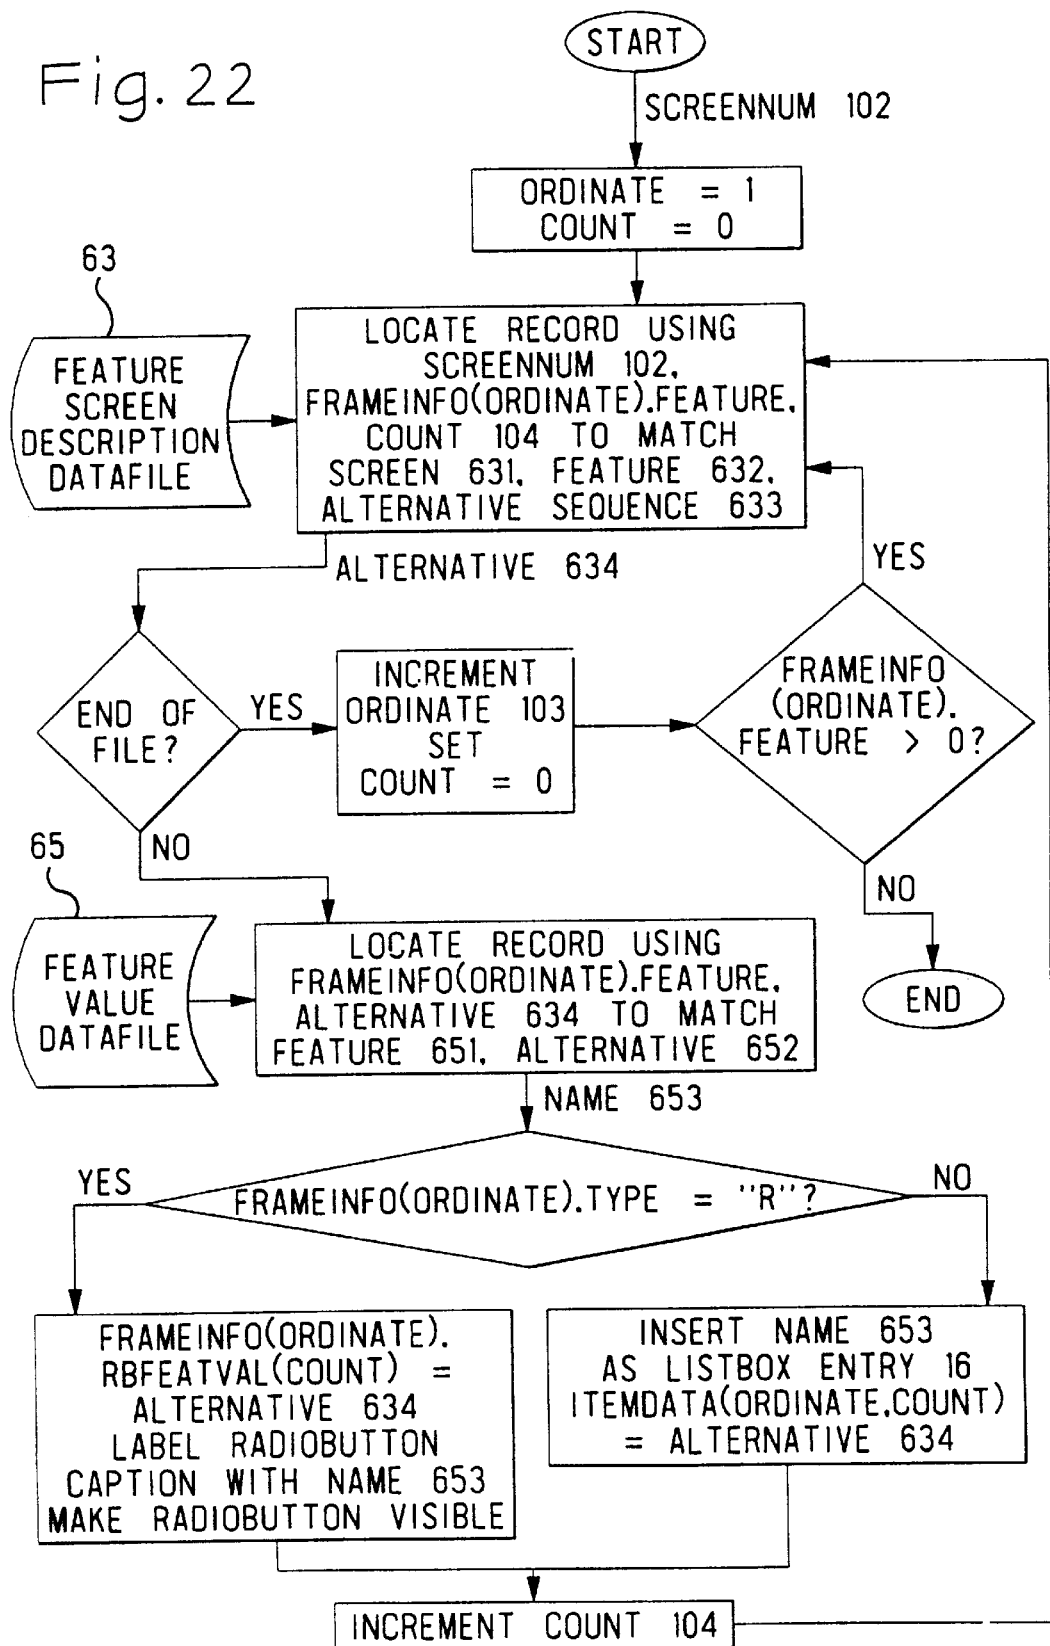 Fig. 22
START
SCREENNUM 102
ORDINATE = 1
COUNT = 0
63
FEATURE
SCREEN
DESCRIPTION
DATAFILE
LOCATE RECORD USING
SCREENNUM 102,
FRAMEINFO(ORDINATE).FEATURE,
COUNT 104 TO MATCH
SCREEN 631, FEATURE 632,
ALTERNATIVE SEQUENCE 633
ALTERNATIVE 634
YES
END OF
FILE?
YES
INCREMENT
ORDINATE 103
SET
COUNT = 0
FRAMEINFO
(ORDINATE).
FEATURE > 0?
NO
NO
END
65
FEATURE
VALUE
DATAFILE
LOCATE RECORD USING
FRAMEINFO(ORDINATE).FEATURE,
ALTERNATIVE 634 TO MATCH
FEATURE 651, ALTERNATIVE 652
NAME 653
YES
FRAMEINFO(ORDINATE).TYPE = "R"?
NO
FRAMEINFO(ORDINATE).
RBFEATVAL(COUNT) =
ALTERNATIVE 634
LABEL RADIOBUTTON
CAPTION WITH NAME 653
MAKE RADIOBUTTON VISIBLE
INSERT NAME 653
AS LISTBOX ENTRY 16
ITEMDATA(ORDINATE,COUNT)
= ALTERNATIVE 634
INCREMENT COUNT 104